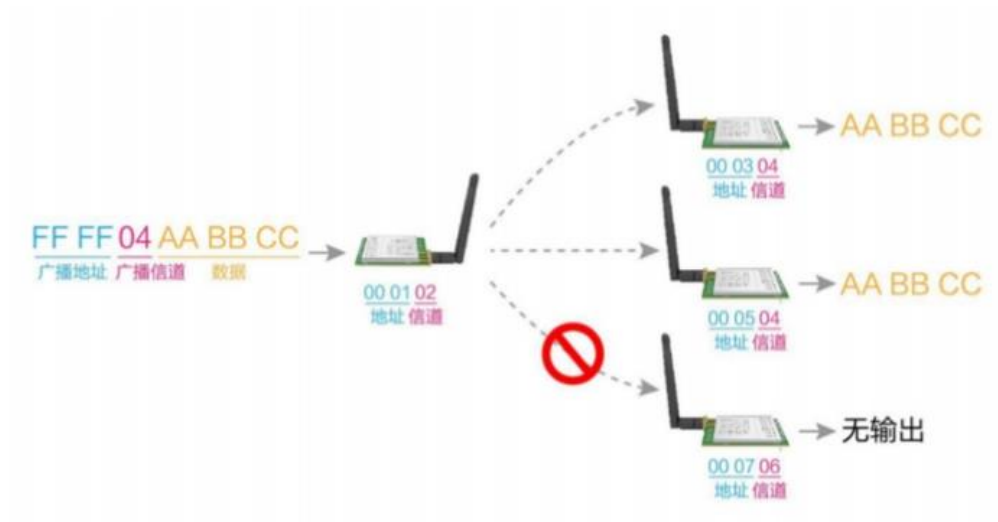 FF FF 04 AA BB CC
广播地址 广播信道 数据
00 01 02
地址 信道
AA BB CC
00 03 04
地址 信道
AA BB CC
00 05 04
地址 信道
无输出
00 07 06
地址 信道